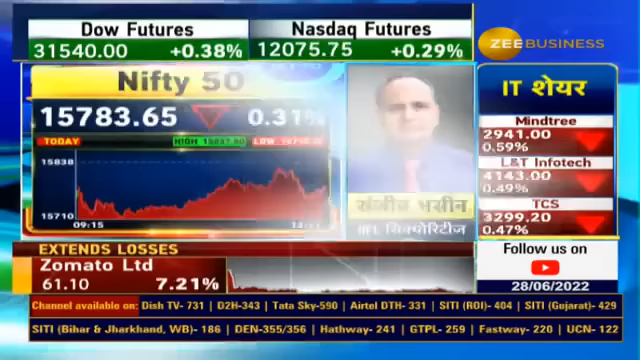 Dow Futures
31540.00 +0.38%
Nasdaq Futures
12075.75 +0.29%
ZEEBUSINESS
Nifty 50
15783.65 0.31%
TODAY HIGH LOW
15838
15710
09:15
संजीव भसीन
सिक्योरिटीज
IT शेयर
Mindtree
2941.00
0.59%
L&T Infotech
4143.00
0.49%
TCS
3299.20
0.47%
EXTENDS LOSSES
Zomato Ltd
61.10 7.21%
Follow us on
28/06/2022
Channel available on: Dish TV- 731 | D2H-343 | Tata Sky-590 | Airtel DTH- 331 | SITI (ROI)- 404 | SITI (Gujarat)- 429
SITI (Bihar & Jharkhand, WB)- 186 | DEN-355/356 | Hathway- 241 | GTPL- 259 | Fastway- 220 | UCN- 122